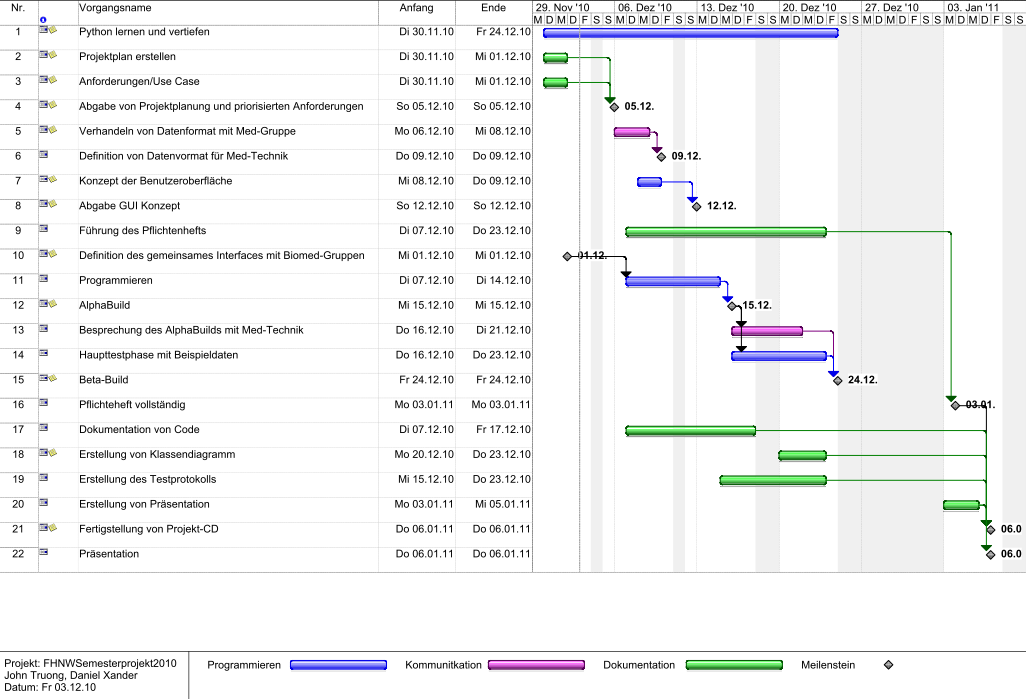 Nr. Vorgangsname Anfang Ende 29. Nov '10 06. Dez '10 13. Dez '10 20. Dez '10 27. Dez '10 03. Jan '11
M D M D F S S M D M D F S S M D M D F S S M D M D F S S M D M D F S S M D M D F S S
1 Python lernen und vertiefen Di 30.11.10 Fr 24.12.10
2 Projektplan erstellen Di 30.11.10 Mi 01.12.10
3 Anforderungen/Use Case Di 30.11.10 Mi 01.12.10
4 Abgabe von Projektplanung und priorisierten Anforderungen So 05.12.10 So 05.12.10 05.12.
5 Verhandeln von Datenformat mit Med-Gruppe Mo 06.12.10 Mi 08.12.10
6 Definition von Datenvormat für Med-Technik Do 09.12.10 Do 09.12.10 09.12.
7 Konzept der Benutzeroberfläche Mi 08.12.10 Do 09.12.10
8 Abgabe GUI Konzept So 12.12.10 So 12.12.10 12.12.
9 Führung des Pflichtenhefts Di 07.12.10 Do 23.12.10
10 Definition des gemeinsames Interfaces mit Biomed-Gruppen Mi 01.12.10 Mi 01.12.10 01.12.
11 Programmieren Di 07.12.10 Di 14.12.10
12 AlphaBuild Mi 15.12.10 Mi 15.12.10 15.12.
13 Besprechung des AlphaBuilds mit Med-Technik Do 16.12.10 Di 21.12.10
14 Haupttestphase mit Beispieldaten Do 16.12.10 Do 23.12.10
15 Beta-Build Fr 24.12.10 Fr 24.12.10 24.12.
16 Pflichteheft vollständig Mo 03.01.11 Mo 03.01.11 03.01.
17 Dokumentation von Code Di 07.12.10 Fr 17.12.10
18 Erstellung von Klassendiagramm Mo 20.12.10 Do 23.12.10
19 Erstellung des Testprotokolls Mi 15.12.10 Do 23.12.10
20 Erstellung von Präsentation Mo 03.01.11 Mi 05.01.11
21 Fertigstellung von Projekt-CD Do 06.01.11 Do 06.01.11 06.0
22 Präsentation Do 06.01.11 Do 06.01.11 06.0
Projekt: FHNWSemesterprojekt2010
John Truong, Daniel Xander
Datum: Fr 03.12.10
Programmieren Kommunitkation Dokumentation Meilenstein